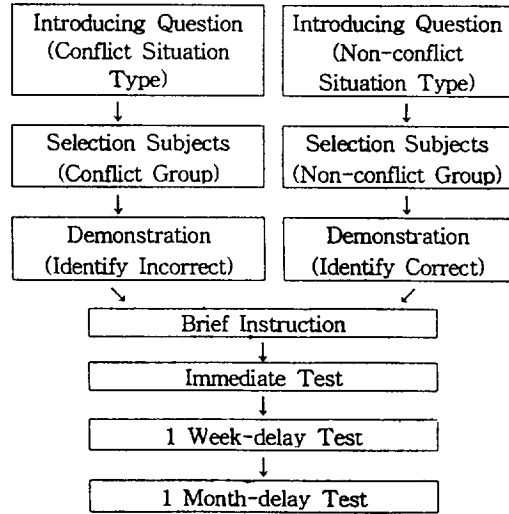 Introducing Question
(Conflict Situation
Type)
Introducing Question
(Non-conflict
Situation Type)
Selection Subjects
(Conflict Group)
Selection Subjects
(Non-conflict Group)
Demonstration
(Identify Incorrect)
Demonstration
(Identify Correct)
Brief Instruction
Immediate Test
1 Week-delay Test
1 Month-delay Test